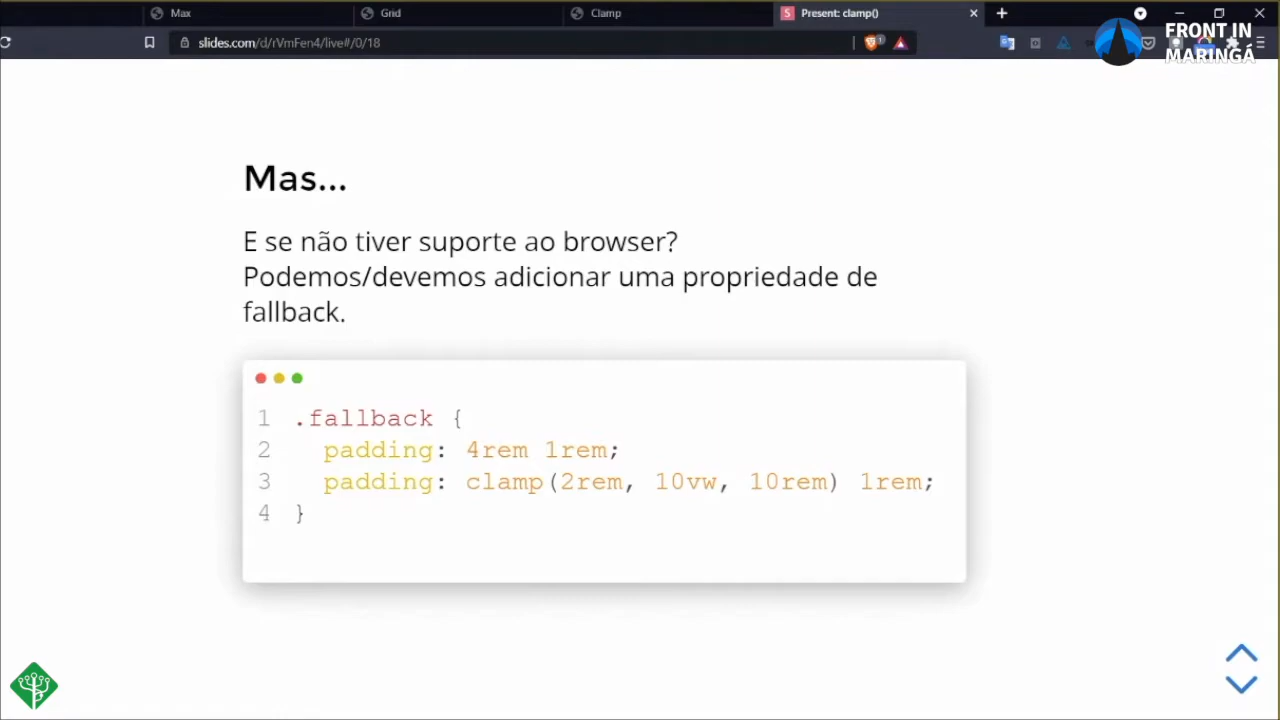 Max
Grid
Clamp
Present: clamp()
slides.com/d/rVmFen4/live#/0/18
FRONT IN
MARINGÁ
Mas...
E se não tiver suporte ao browser?
Podemos/devemos adicionar uma propriedade de
fallback.
1 .fallback {
2 padding: 4rem 1rem;
3 padding: clamp(2rem, 10vw, 10rem) 1rem;
4 }